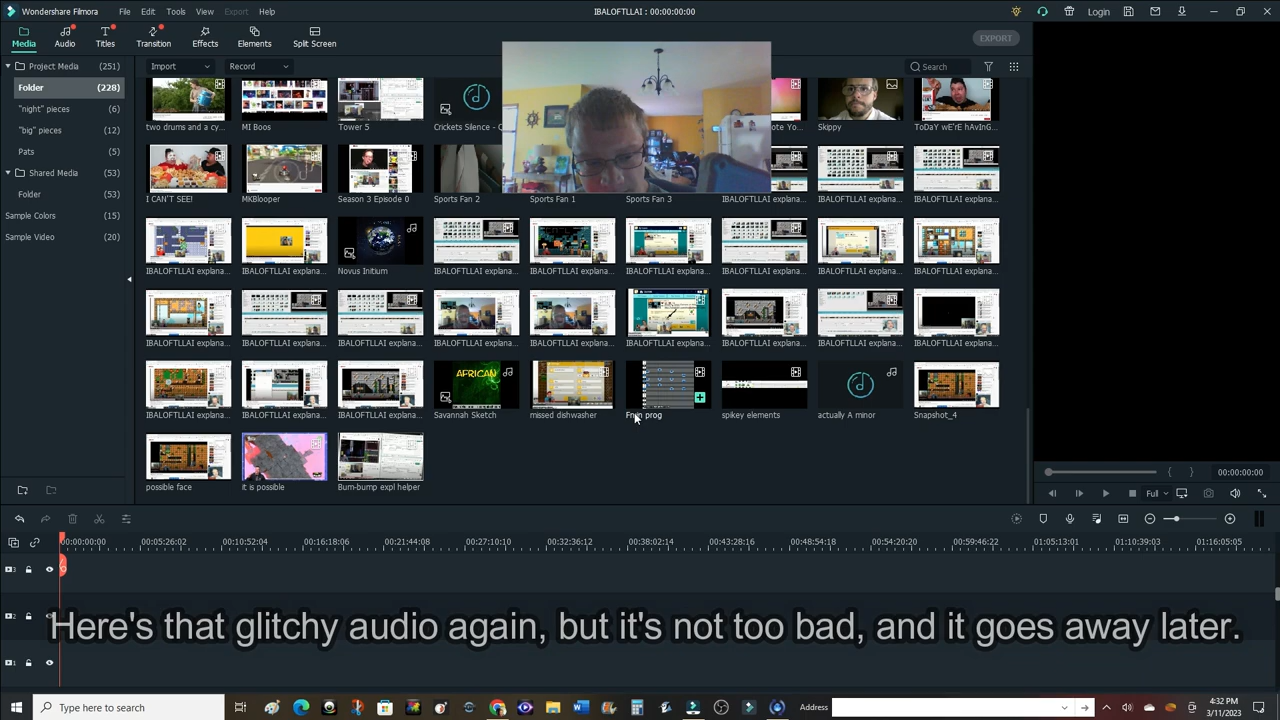 Wondershare Filmora File Edit Tools View Export Help IBALOFTLLAI : 00:00:00:00 Login
Media Audio Titles Transition Effects Elements Split Screen EXPORT
Project Media (251) Import Record Search
Folder (228)
"night" pieces (6)
"big" pieces (12)
Pats (5)
Shared Media (53)
Folder (53)
Sample Colors (15)
Sample Video (20)
two drums and a cy... MI Boom Tower 5 Crickets Silence - Skippy ToDaY wE'rE hAvInG...
I CAN'T SEE! MKBlooper Season 3 Episode 0 Sports Fan 2 Sports Fan 1 Sports Fan 3 IBALOFTLLAI explana... IBALOFTLLAI explana... IBALOFTLLAI explana...
IBALOFTLLAI explana... IBALOFTLLAI explana... Novus Initium IBALOFTLLAI explana... IBALOFTLLAI explana... IBALOFTLLAI explana... IBALOFTLLAI explana... IBALOFTLLAI explana... IBALOFTLLAI explana...
IBALOFTLLAI explana... IBALOFTLLAI explana... IBALOFTLLAI explana... IBALOFTLLAI explana... IBALOFTLLAI explana... IBALOFTLLAI explana... IBALOFTLLAI explana... IBALOFTLLAI explana... IBALOFTLLAI explana...
AFRICAN
IBALOFTLLAI explana... IBALOFTLLAI explana... IBALOFTLLAI explana... Savannah Sketch missed dishwasher prog spikey elements actually A minor Snapshot_4
possible face it is possible Bum-bump expl helper
00:00:00:00
Full
00:00:00:00 00:05:26:02 00:10:52:04 00:16:18:06 00:21:44:08 00:27:10:10 00:32:36:12 00:38:02:14 00:43:28:16 00:48:54:18 00:54:20:20 00:59:46:22 01:05:13:01 01:10:39:03 01:16:05:05
3
2
1
Here's that glitchy audio again, but it's not too bad, and it goes away later.
Type here to search Address 4:32 PM
3/11/2023